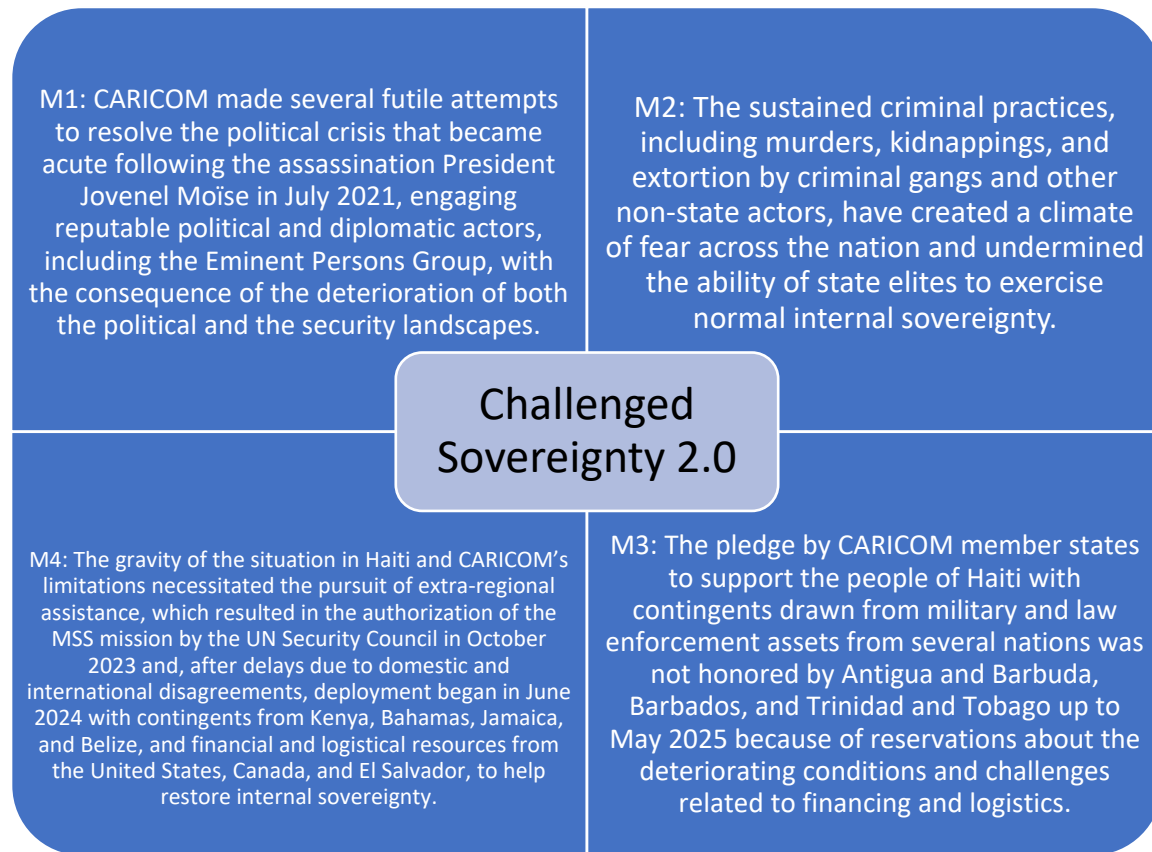 M1: CARICOM made several futile attempts
to resolve the political crisis that became
acute following the assassination President
Jovenel Moïse in July 2021, engaging
reputable political and diplomatic actors,
including the Eminent Persons Group, with
the consequence of the deterioration of both
the political and the security landscapes.
M2: The sustained criminal practices,
including murders, kidnappings, and
extortion by criminal gangs and other
non-state actors, have created a climate
of fear across the nation and undermined
the ability of state elites to exercise
normal internal sovereignty.
Challenged
Sovereignty 2.0
M4: The gravity of the situation in Haiti and CARICOM’s
limitations necessitated the pursuit of extra-regional
assistance, which resulted in the authorization of the
MSS mission by the UN Security Council in October
2023 and, after delays due to domestic and
international disagreements, deployment began in June
2024 with contingents from Kenya, Bahamas, Jamaica,
and Belize, and financial and logistical resources from
the United States, Canada, and El Salvador, to help
restore internal sovereignty.
M3: The pledge by CARICOM member states
to support the people of Haiti with
contingents drawn from military and law
enforcement assets from several nations was
not honored by Antigua and Barbuda,
Barbados, and Trinidad and Tobago up to
May 2025 because of reservations about the
deteriorating conditions and challenges
related to financing and logistics.